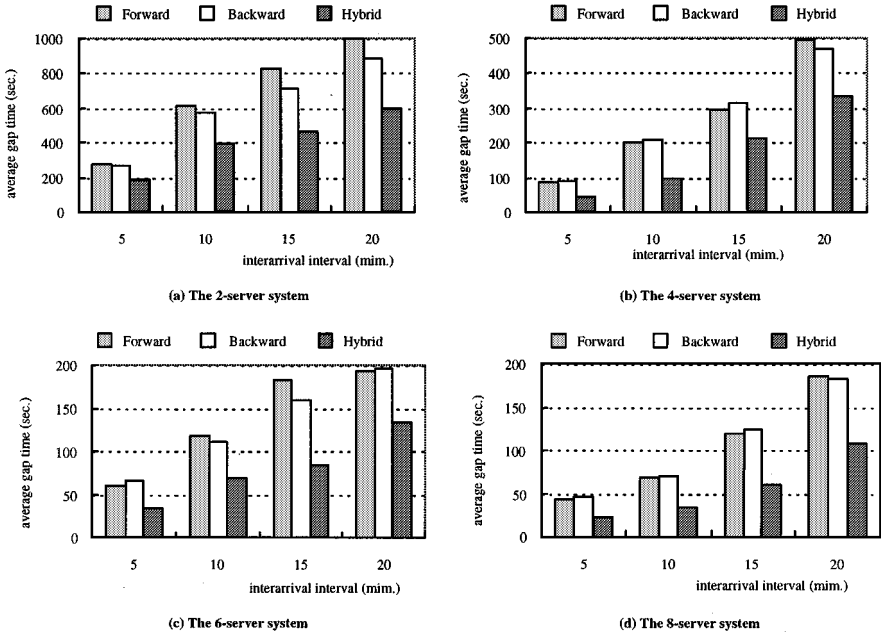 Forward Backward Hybrid
average gap time (sec.)
1000
800
600
400
200
0
5 10 15 20
interarrival interval (mim.)
(a) The 2-server system
Forward Backward Hybrid
average gap time (sec.)
500
400
300
200
100
0
5 10 15 20
interarrival interval (mim.)
(b) The 4-server system
Forward Backward Hybrid
average gap time (sec.)
200
150
100
50
0
5 10 15 20
interarrival interval (mim.)
(c) The 6-server system
Forward Backward Hybrid
average gap time (sec.)
200
150
100
50
0
5 10 15 20
interarrival interval (mim.)
(d) The 8-server system